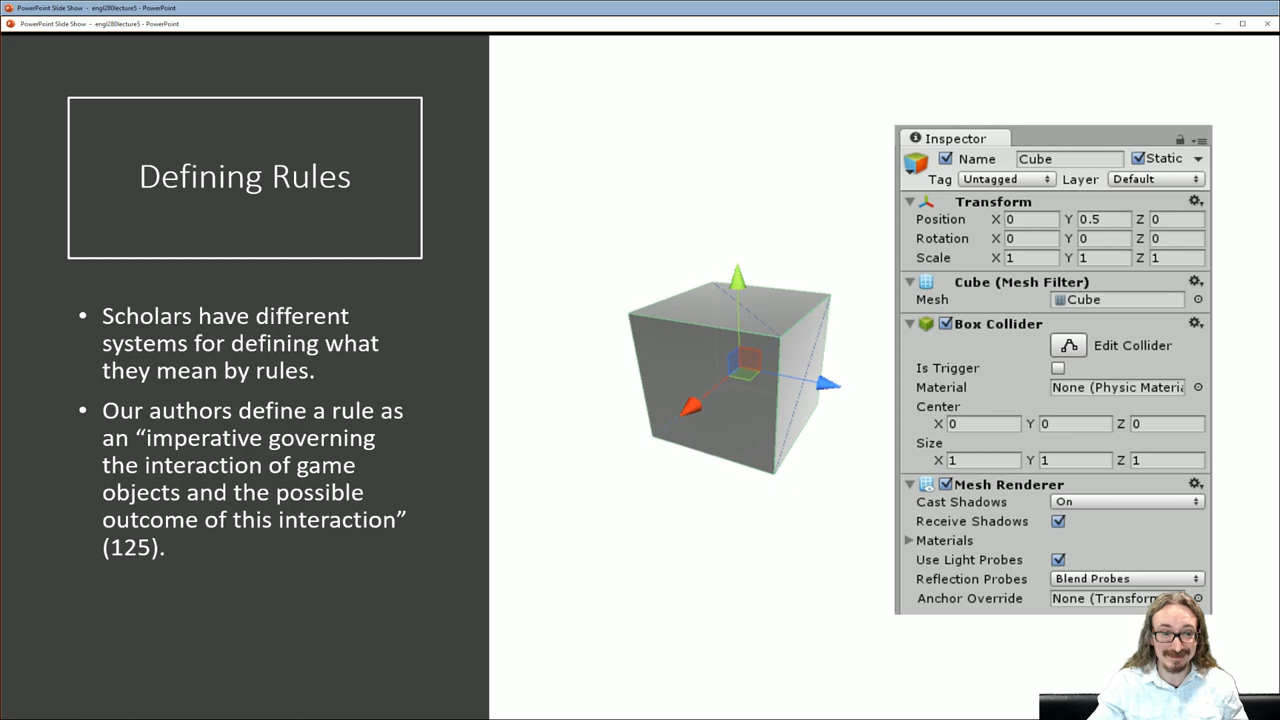 PowerPoint Slide Show - engl280lecture5 - PowerPoint
PowerPoint Slide Show - engl280lecture5 - PowerPoint
Defining Rules
• Scholars have different
systems for defining what
they mean by rules.
• Our authors define a rule as
an “imperative governing
the interaction of game
objects and the possible
outcome of this interaction”
(125).
Inspector
Name Cube Static
Tag Untagged Layer Default
Transform
Position X 0 Y 0.5 Z 0
Rotation X 0 Y 0 Z 0
Scale X 1 Y 1 Z 1
Cube (Mesh Filter)
Mesh Cube
Box Collider
Edit Collider
Is Trigger
Material None (Physic Materia
Center
X 0 Y 0 Z 0
Size
X 1 Y 1 Z 1
Mesh Renderer
Cast Shadows On
Receive Shadows
Materials
Use Light Probes
Reflection Probes Blend Probes
Anchor Override None (Transform